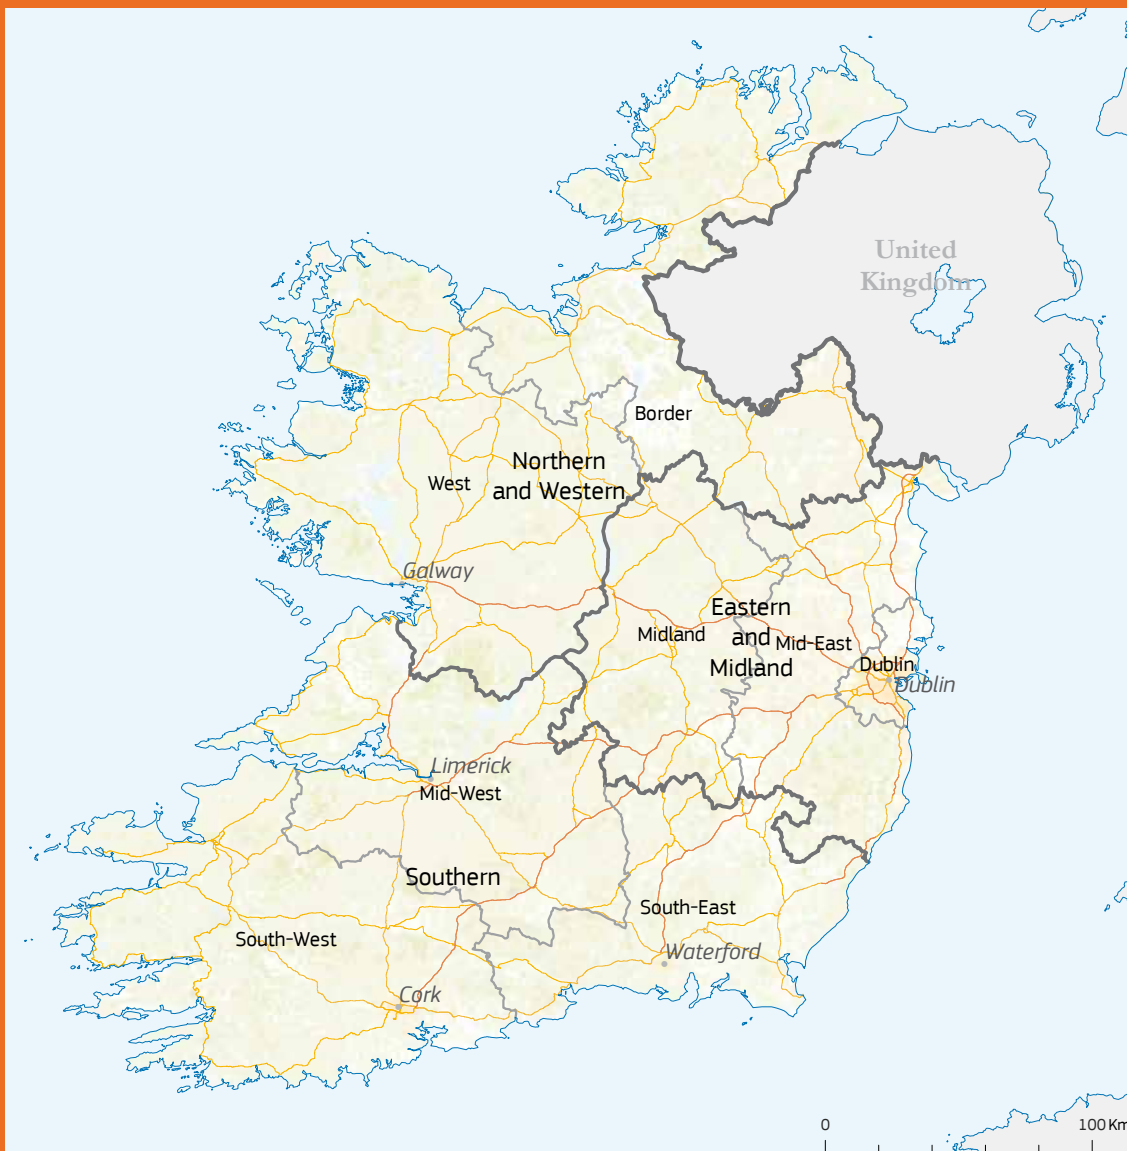 United
Kingdom
Border
Northern
and Western
West
Galway
Eastern
and
Midland
Midland
Mid-East
Dublin
Dublin
Limerick
Mid-West
Southern
South-East
South-West
Waterford
Cork
0
100 Km